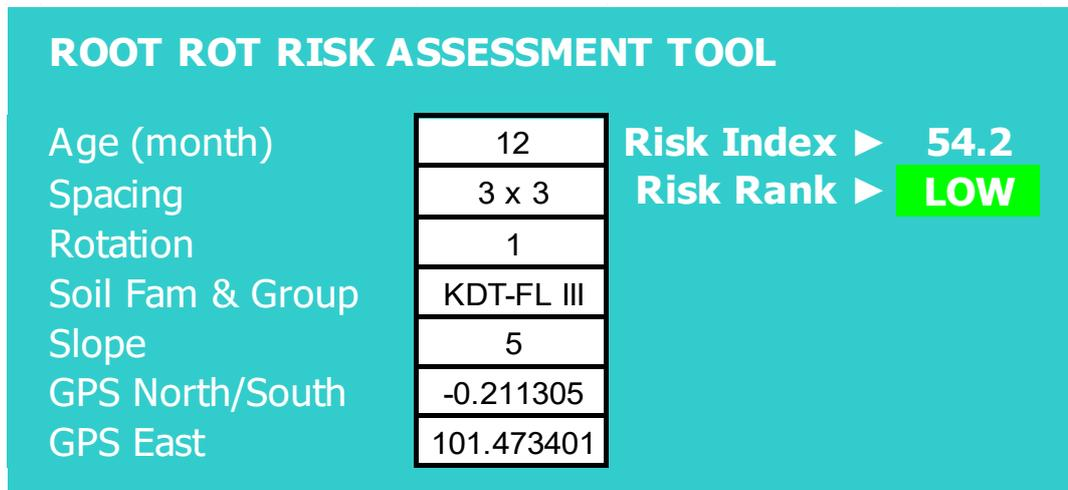 ROOT ROT RISK ASSESSMENT TOOL
Age (month) 12 Risk Index ► 54.2
Spacing 3 x 3 Risk Rank ► LOW
Rotation 1
Soil Fam & Group KDT-FL III
Slope 5
GPS North/South -0.211305
GPS East 101.473401